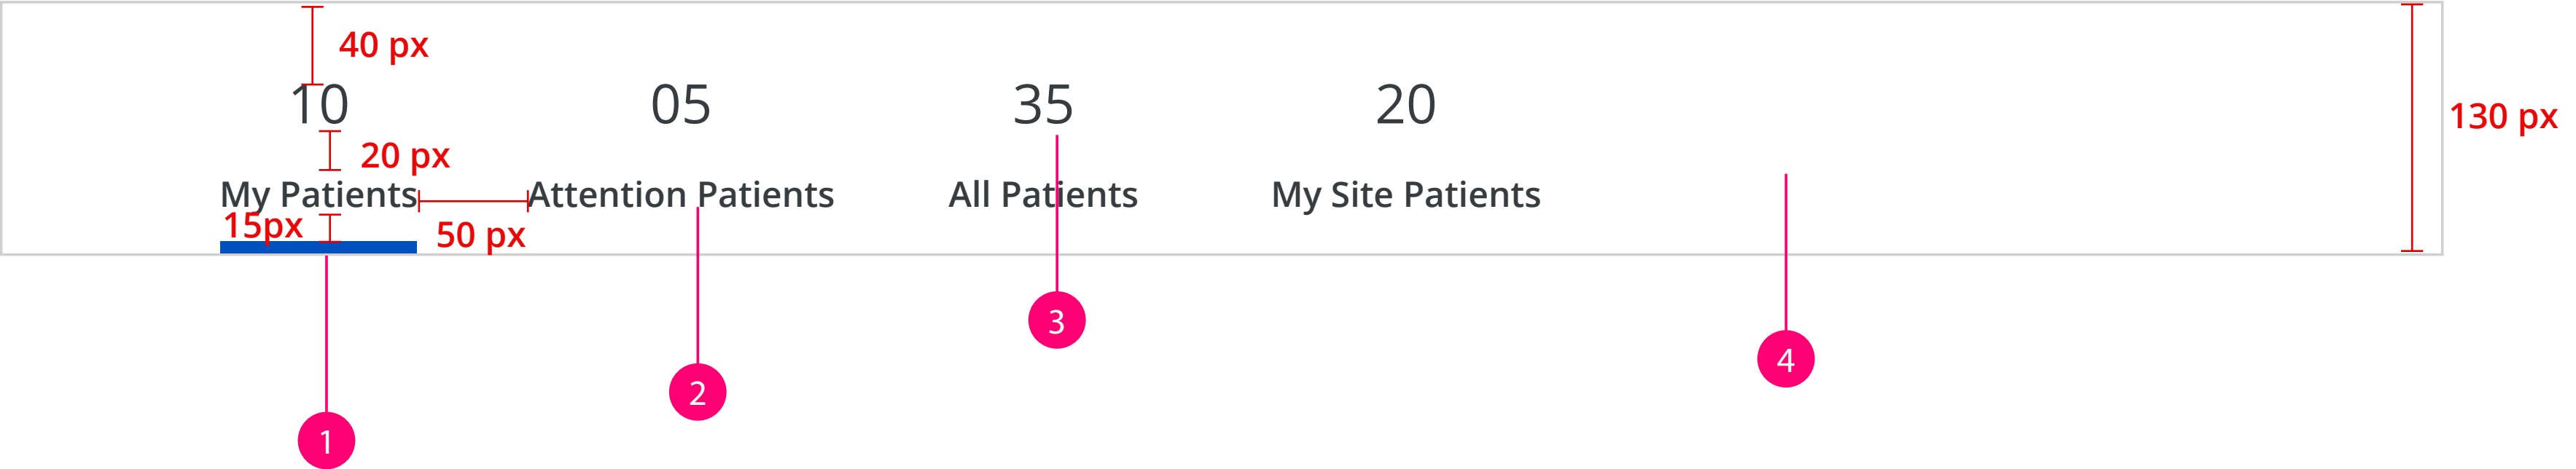 40 px
10 05 35 20
130 px
20 px
My Patients Attention Patients All Patients My Site Patients
15px
50 px
3
4
2
1